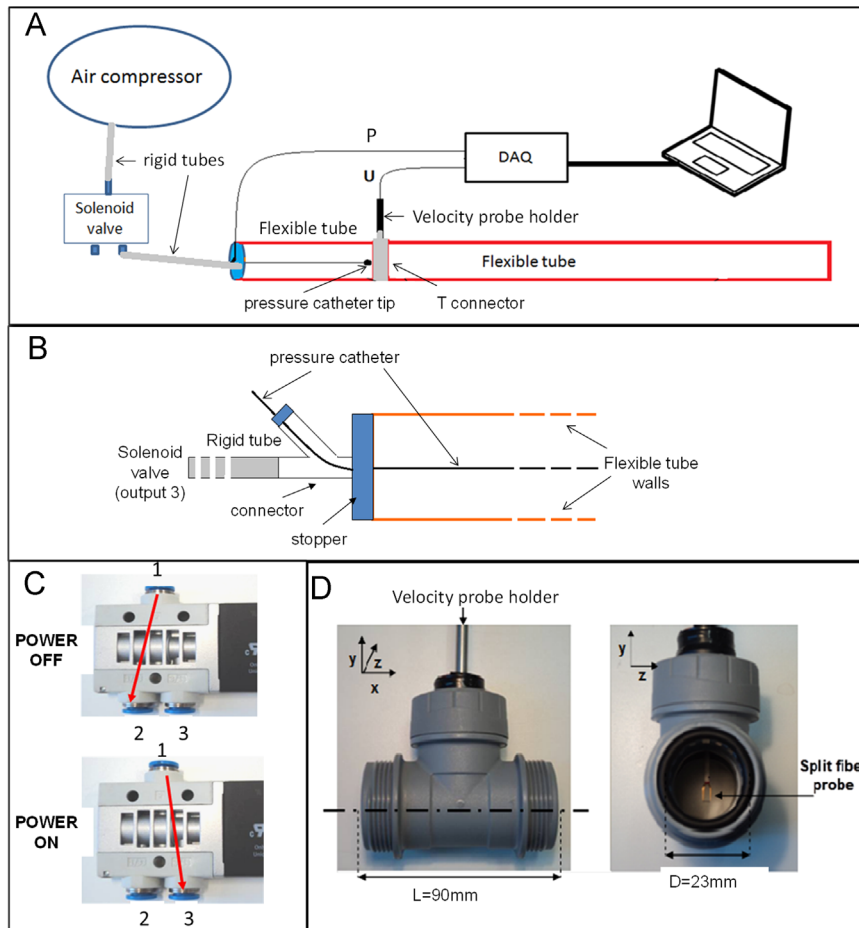 A
Air compressor
rigid tubes
Solenoid
valve
P
U
DAQ
Velocity probe holder
Flexible tube
Flexible tube
pressure catheter tip
T connector
B
pressure catheter
Rigid tube
Solenoid
valve
(output 3)
connector
stopper
Flexible tube
walls
C
1
POWER
OFF
2 3
1
POWER
ON
2 3
D
Velocity probe holder
y
z
x
y
z
Split fibe
probe
L=90mm
D=23mm